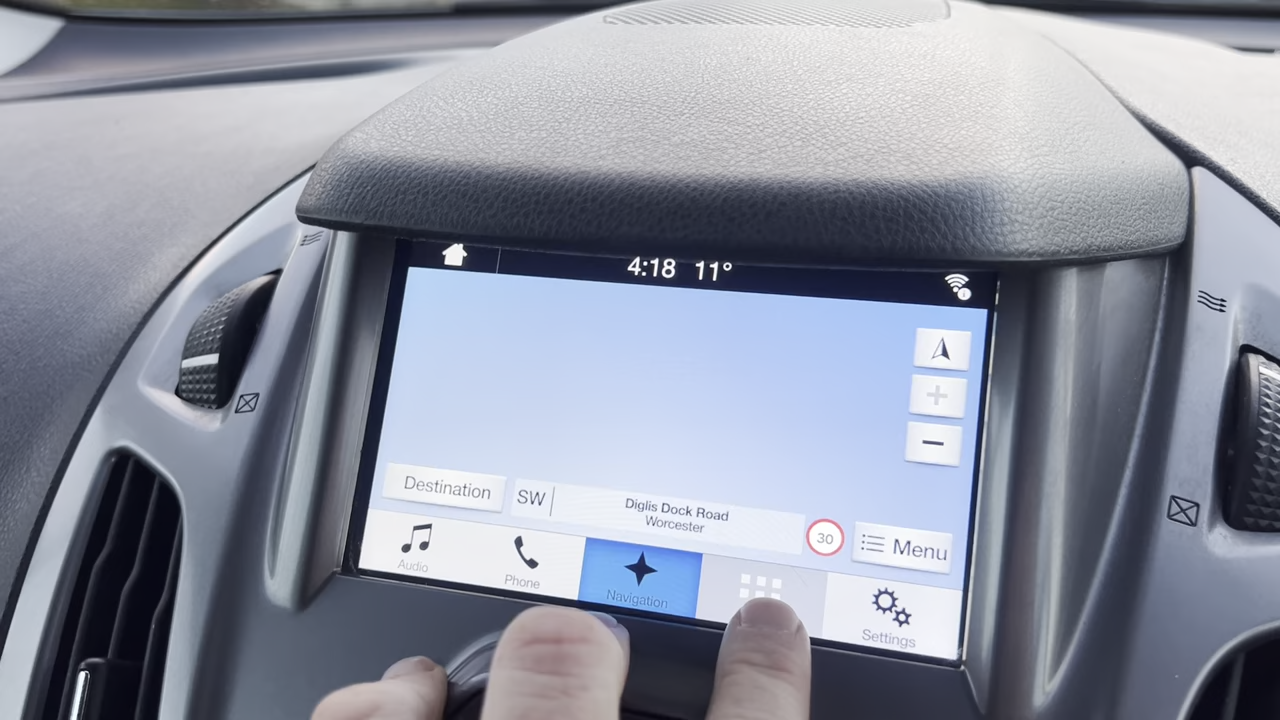 4:18 11°
Destination
SW
Diglis Dock Road
Worcester
30
Menu
Audio
Phone
Navigation
Settings